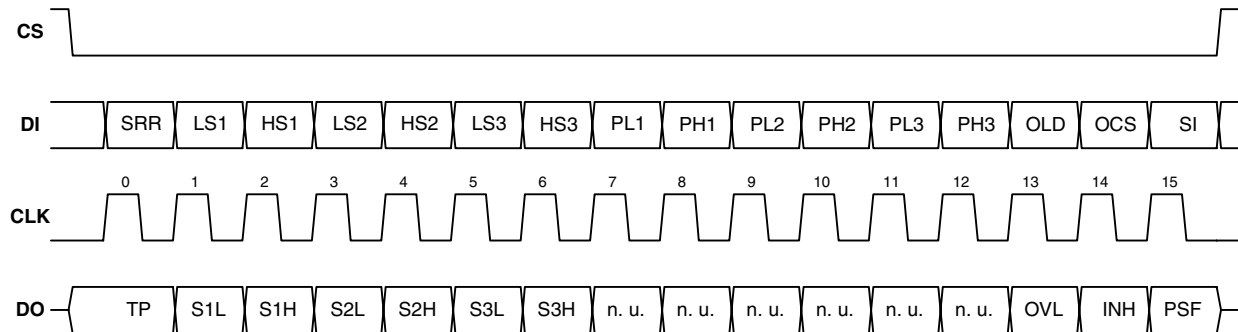 CS
DI SRR LS1 HS1 LS2 HS2 LS3 HS3 PL1 PH1 PL2 PH2 PL3 PH3 OLD OCS SI
0 1 2 3 4 5 6 7 8 9 10 11 12 13 14 15
CLK
DO TP S1L S1H S2L S2H S3L S3H n. u. n. u. n. u. n. u. n. u. n. u. OVL INH PSF